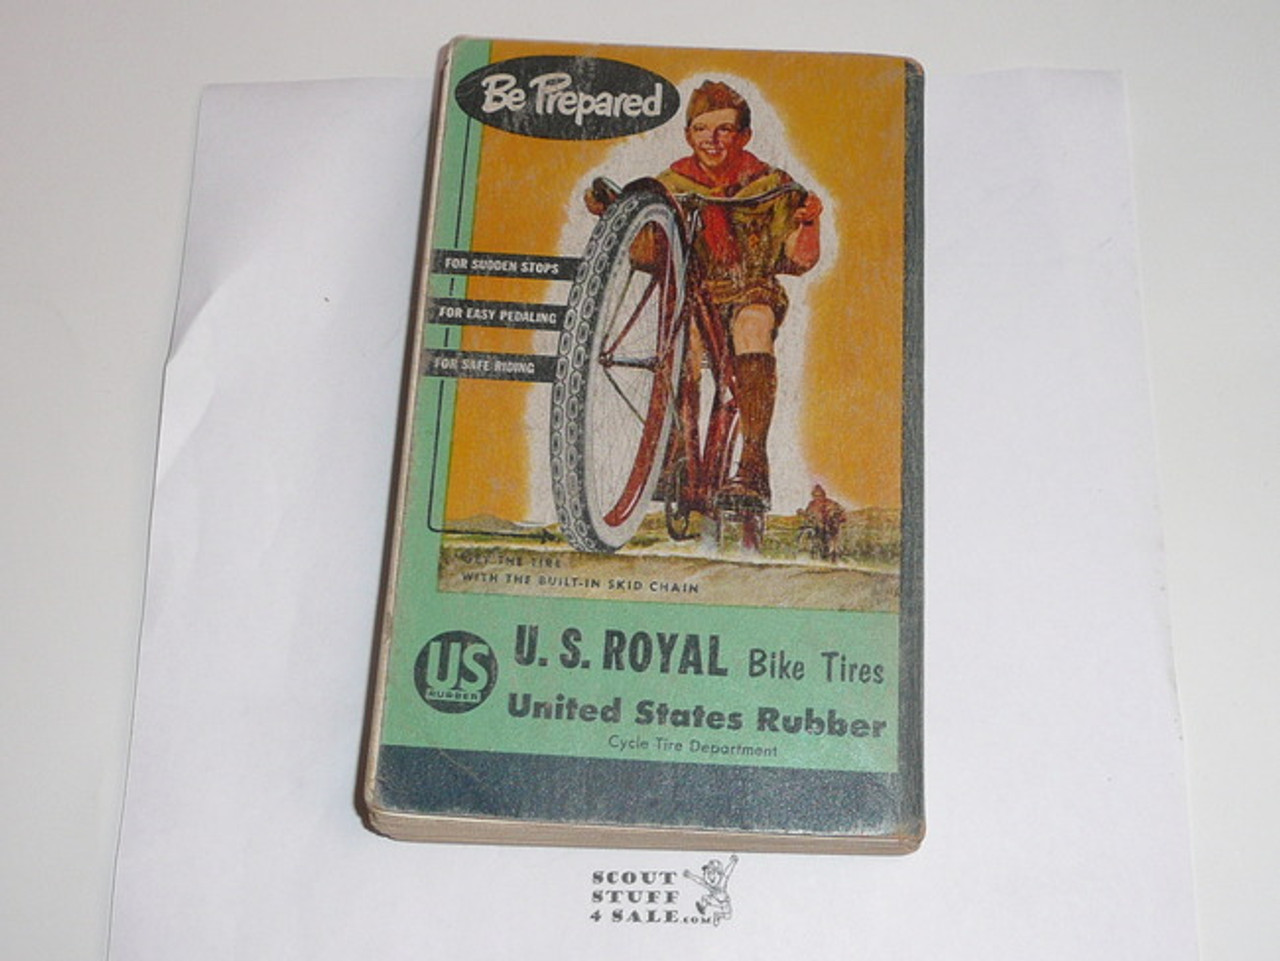 Be Prepared
FOR SUDDEN STOPS
FOR EASY PEDALING
FOR SAFE RIDING
GET THE TIRE
WITH THE BUILT-IN SKID CHAIN
US
RUBBER
U. S. ROYAL Bike Tires
United States Rubber
Cycle Tire Department
SCOUT
STUFF
4 SALE.COM